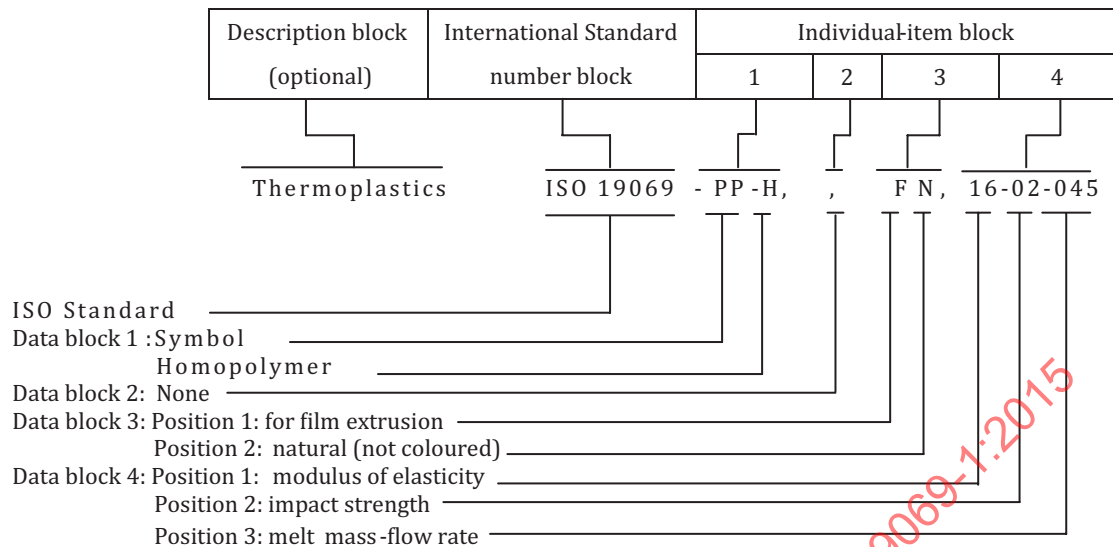 Description block International Standard Individual-item block
(optional) number block 1 2 3 4
Thermoplastics ISO 19069 - PP -H, , F N, 16-02-045
ISO Standard
Data block 1 : Symbol
Homopolymer
Data block 2: None
Data block 3: Position 1: for film extrusion
Position 2: natural (not coloured)
Data block 4: Position 1: modulus of elasticity
Position 2: impact strength
Position 3: melt mass-flow rate
9069-1:2015